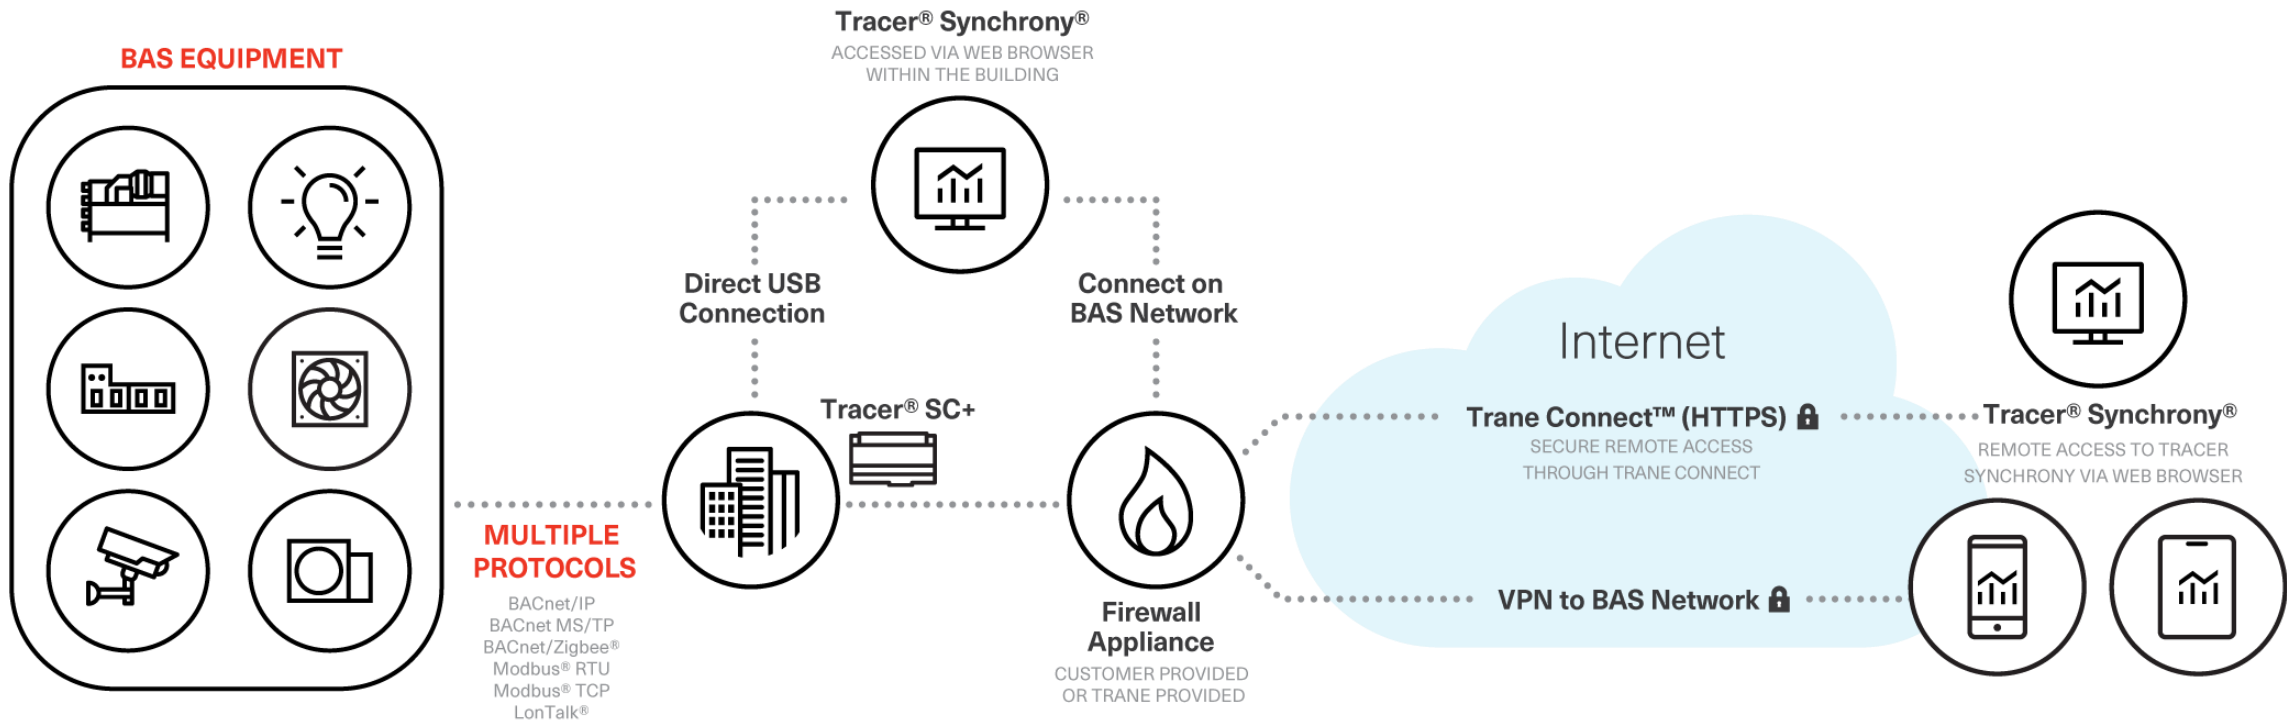 BAS EQUIPMENT
MULTIPLE
PROTOCOLS
BACnet/IP
BACnet MS/TP
BACnet/Zigbee®
Modbus® RTU
Modbus® TCP
LonTalk®
Tracer® Synchrony®
ACCESSED VIA WEB BROWSER
WITHIN THE BUILDING
Direct USB
Connection
Connect on
BAS Network
Tracer® SC+
Firewall
Appliance
CUSTOMER PROVIDED
OR TRANE PROVIDED
Internet
Trane Connect™ (HTTPS)
SECURE REMOTE ACCESS
THROUGH TRANE CONNECT
VPN to BAS Network
Tracer® Synchrony®
REMOTE ACCESS TO TRACER
SYNCHRONY VIA WEB BROWSER